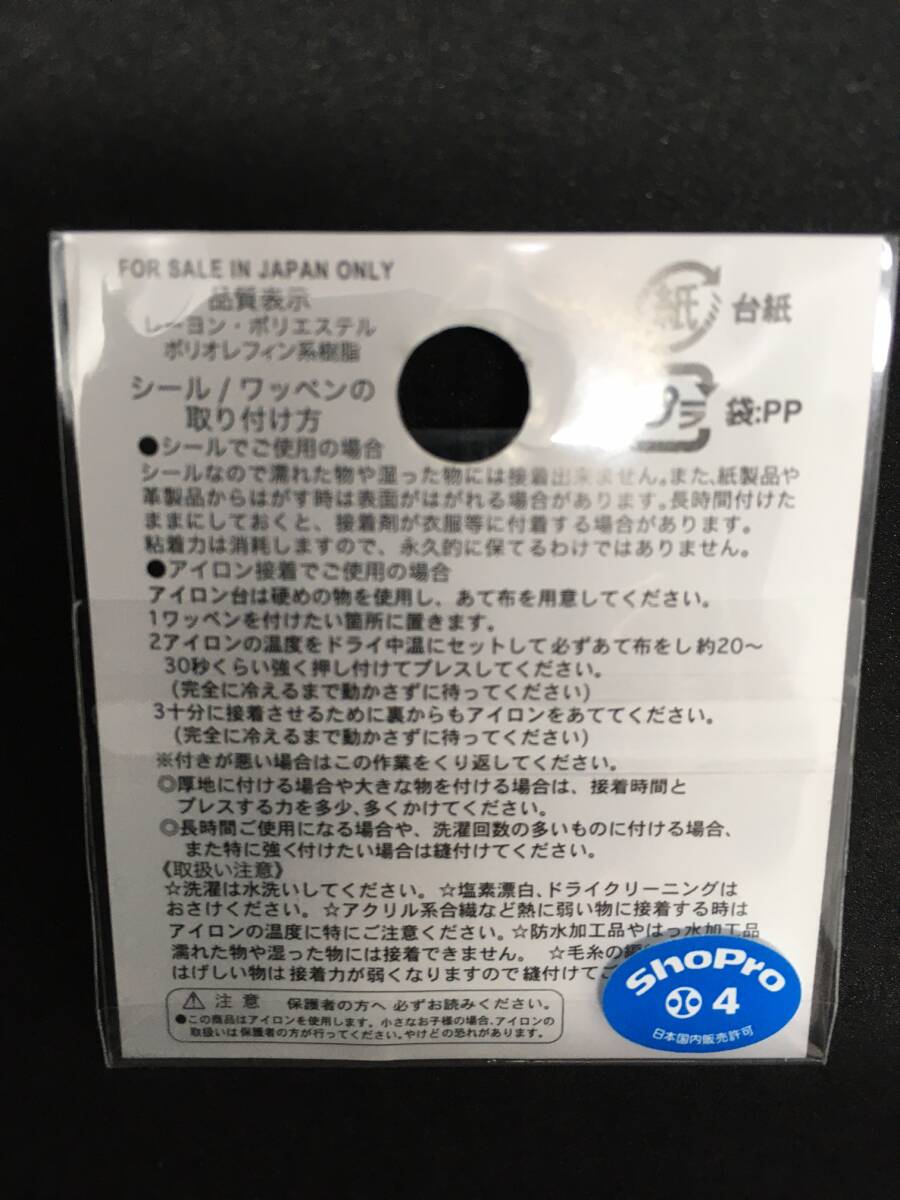 FOR SALE IN JAPAN ONLY
品質表示
レーヨン・ポリエステル
ポリオレフィン系樹脂
紙 台紙
プラ 袋:PP
シール / ワッペンの
取り付け方
●シールでご使用の場合
シールなので濡れた物や湿った物には接着出来ません。また、紙製品や
革製品からはがす時は表面がはがれる場合があります。長時間付けた
ままにしておくと、接着剤が衣服等に付着する場合があります。
粘着力は消耗しますので、永久的に保てるわけではありません。
●アイロン接着でご使用の場合
アイロン台は硬めの物を使用し、あて布を用意してください。
1ワッペンを付けたい箇所に置きます。
2アイロンの温度をドライ中温にセットして必ずあて布をし約20〜
30秒くらい強く押し付けてプレスしてください。
(完全に冷えるまで動かさずに待ってください)
3十分に接着させるために裏からもアイロンをあててください。
(完全に冷えるまで動かさずに待ってください)
※付きが悪い場合はこの作業をくり返してください。
◎厚地に付ける場合や大きな物を付ける場合は、接着時間と
プレスする力を多少、多くかけてください。
◎長時間ご使用になる場合や、洗濯回数の多いものに付ける場合、
また特に強く付けたい場合は縫付けてください。
《取扱い注意》
☆洗濯は水洗いしてください。 ☆塩素漂白、ドライクリーニングは
おさけください。 ☆アクリル系合繊など熱に弱い物に接着する時は
アイロンの温度に特にご注意ください。 ☆防水加工品やはっ水加工品
濡れた物や湿った物には接着できません。 ☆毛糸の
はげしい物は接着力が弱くなりますので縫付けて
⚠注意 保護者の方へ 必ずお読みください。
●この商品はアイロンを使用します。小さなお子様の場合、アイロンの
取扱いは保護者の方が行ってください。やけどの恐れがあります。
ShoPro
4
日本国内販売許可